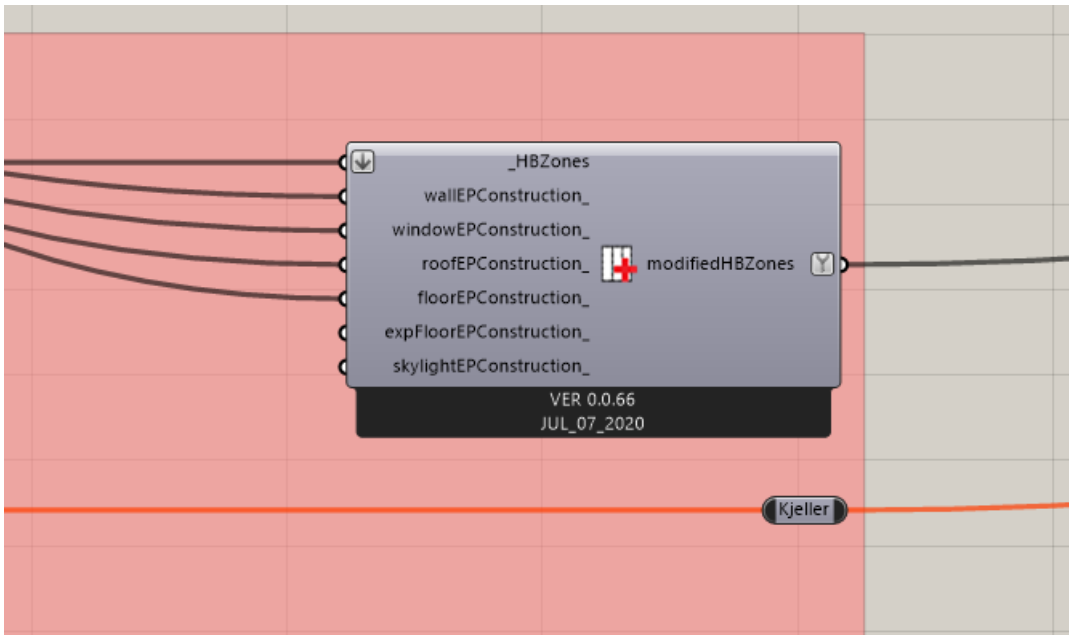 _HBZones
wallEPConstruction_
windowEPConstruction_
roofEPConstruction_ modifiedHBZones
floorEPConstruction_
expFloorEPConstruction_
skylightEPConstruction_
VER 0.0.66
JUL_07_2020
Kjeller